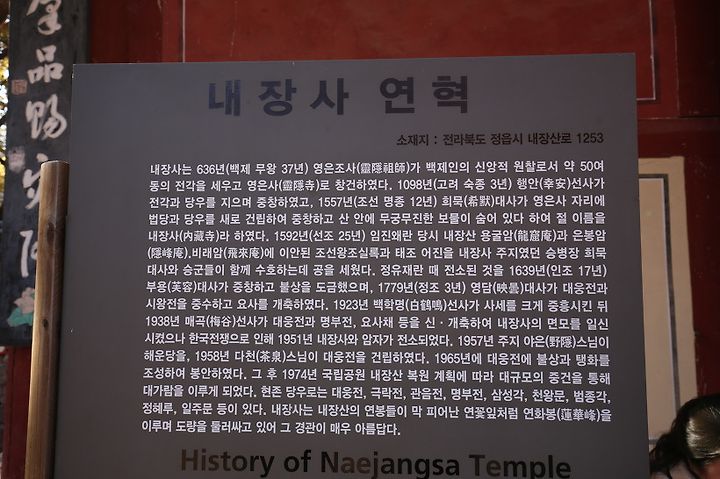 品
賜
내장사 연혁
소재지 : 전라북도 정읍시 내장산로 1253
내장사는 636년(백제 무왕 37년) 영은조사(靈隱祖師)가 백제인의 신앙적 원찰로서 약 50여
동의 전각을 세우고 영은사(靈隱寺)로 창건하였다. 1098년(고려 숙종 3년) 행안(幸安)선사가
전각과 당우를 지으며 중창하였고, 1557년(조선 명종 12년) 희묵(希默)대사가 영은사 자리에
법당과 당우를 새로 건립하여 중창하고 산 안에 무궁무진한 보물이 숨어 있다 하여 절 이름을
내장사(内藏寺)라 하였다. 1592년(선조 25년) 임진왜란 당시 내장산 용굴암(龍窟庵)과 은봉암
(隱峰庵).비래암(飛來庵)에 이안된 조선왕조실록과 태조 어진을 내장사 주지였던 승병장 희묵
대사와 승군들이 함께 수호하는데 공을 세웠다. 정유재란 때 전소된 것을 1639년(인조 17년)
부용(芙容)대사가 중창하고 불상을 도금했으며, 1779년(정조 3년) 영담(映曇)대사가 대웅전과
시왕전을 중수하고 요사를 개축하였다. 1923년 백학명(白鶴鳴)선사가 사세를 크게 중흥시킨 뒤
1938년 매곡(梅谷)선사가 대웅전과 명부전, 요사채 등을 신·개축하여 내장사의 면모를 일신
시켰으나 한국전쟁으로 인해 1951년 내장사와 암자가 전소되었다. 1957년 주지 야은(野隱)스님이
해운당을, 1958년 다천(茶泉)스님이 대웅전을 건립하였다. 1965년에 대웅전에 불상과 탱화를
조성하여 봉안하였다. 그 후 1974년 국립공원 내장산 복원 계획에 따라 대규모의 중건을 통해
대가람을 이루게 되었다. 현존 당우로는 대웅전, 극락전, 관음전, 명부전, 삼성각, 천왕문, 범종각,
정혜루, 일주문 등이 있다. 내장사는 내장산의 연봉들이 막 피어난 연꽃잎처럼 연화봉(蓮華峰)을
이루며 도량을 둘러싸고 있어 그 경관이 매우 아름답다.
History of Naejangsa Temple